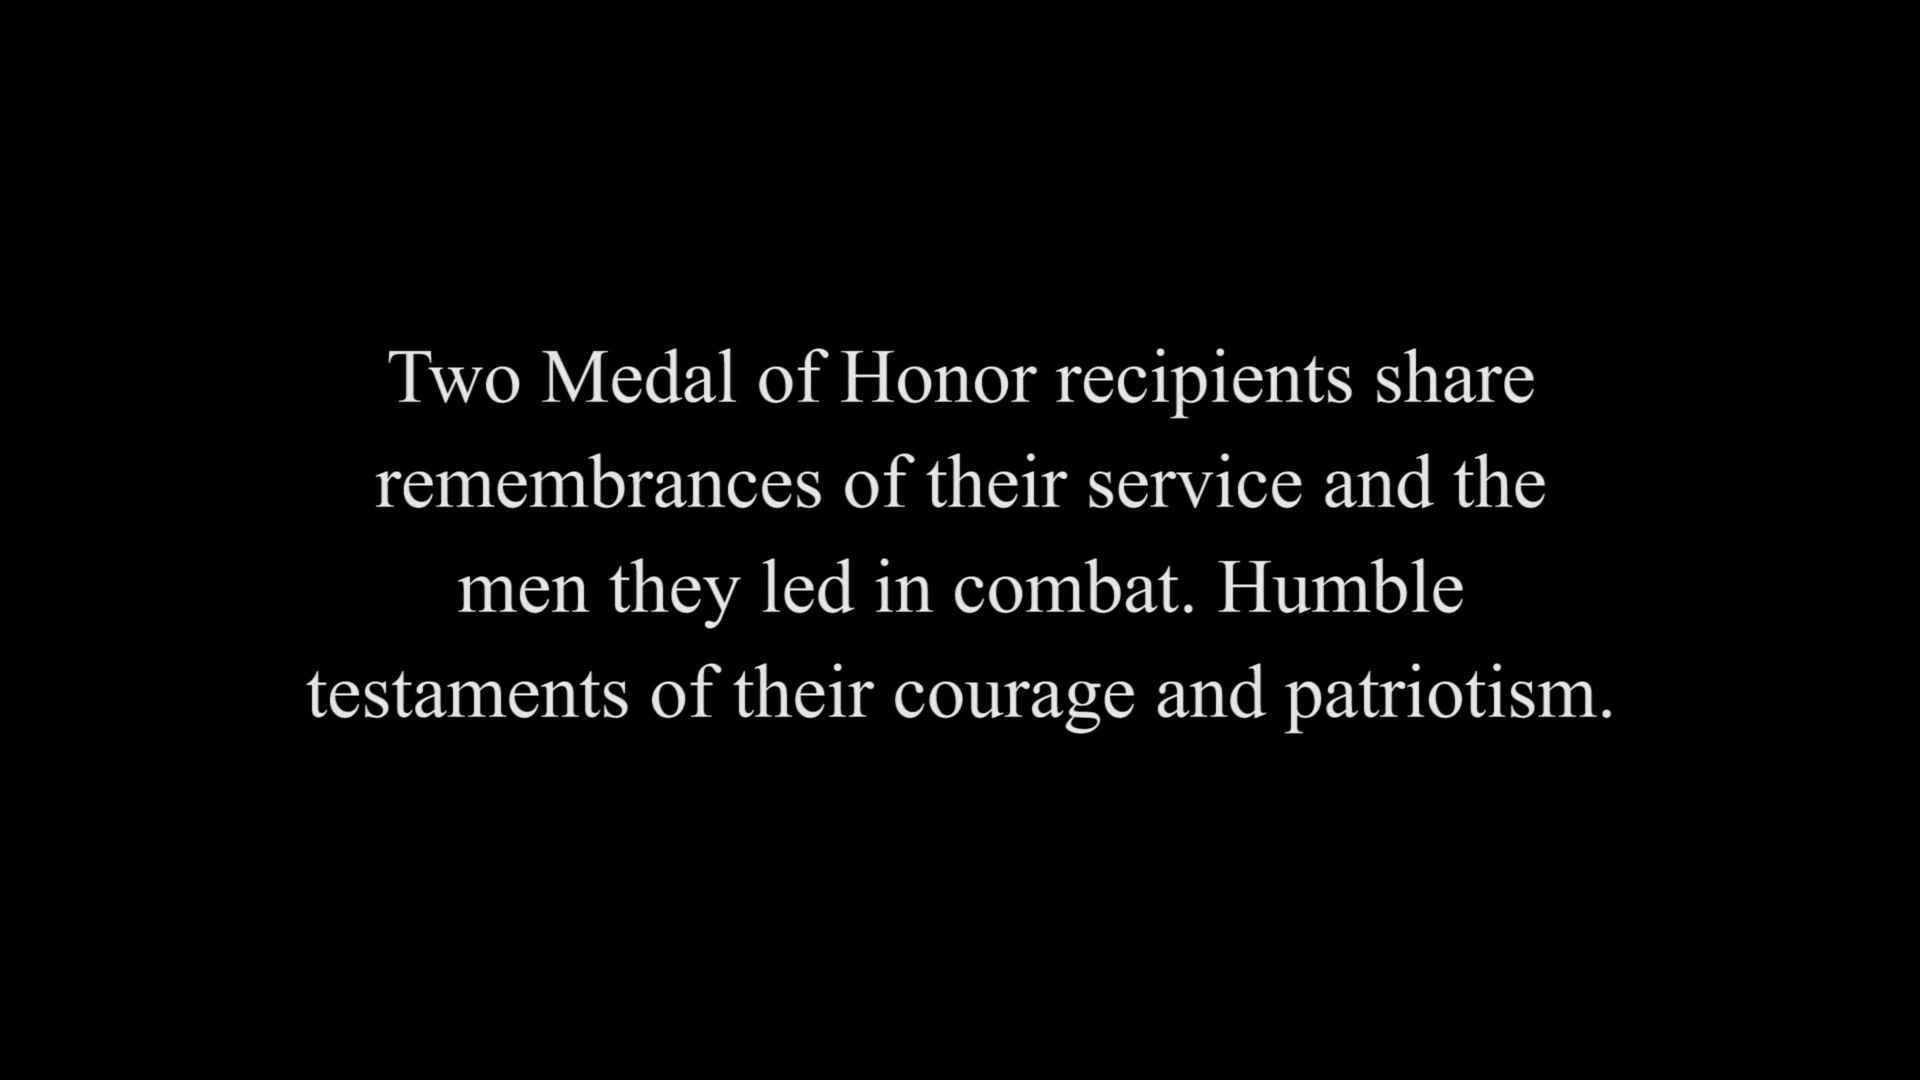 Two Medal of Honor recipients share
remembrances of their service and the
men they led in combat. Humble
testaments of their courage and patriotism.